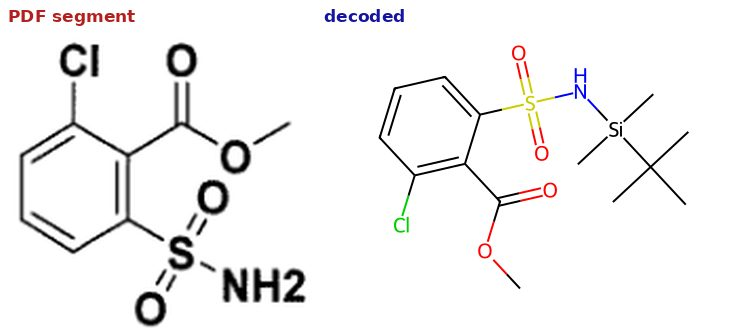 PDF segment decoded
Cl O
O
O
S NH2
O
O
H
S N
Si
O
Cl O
O